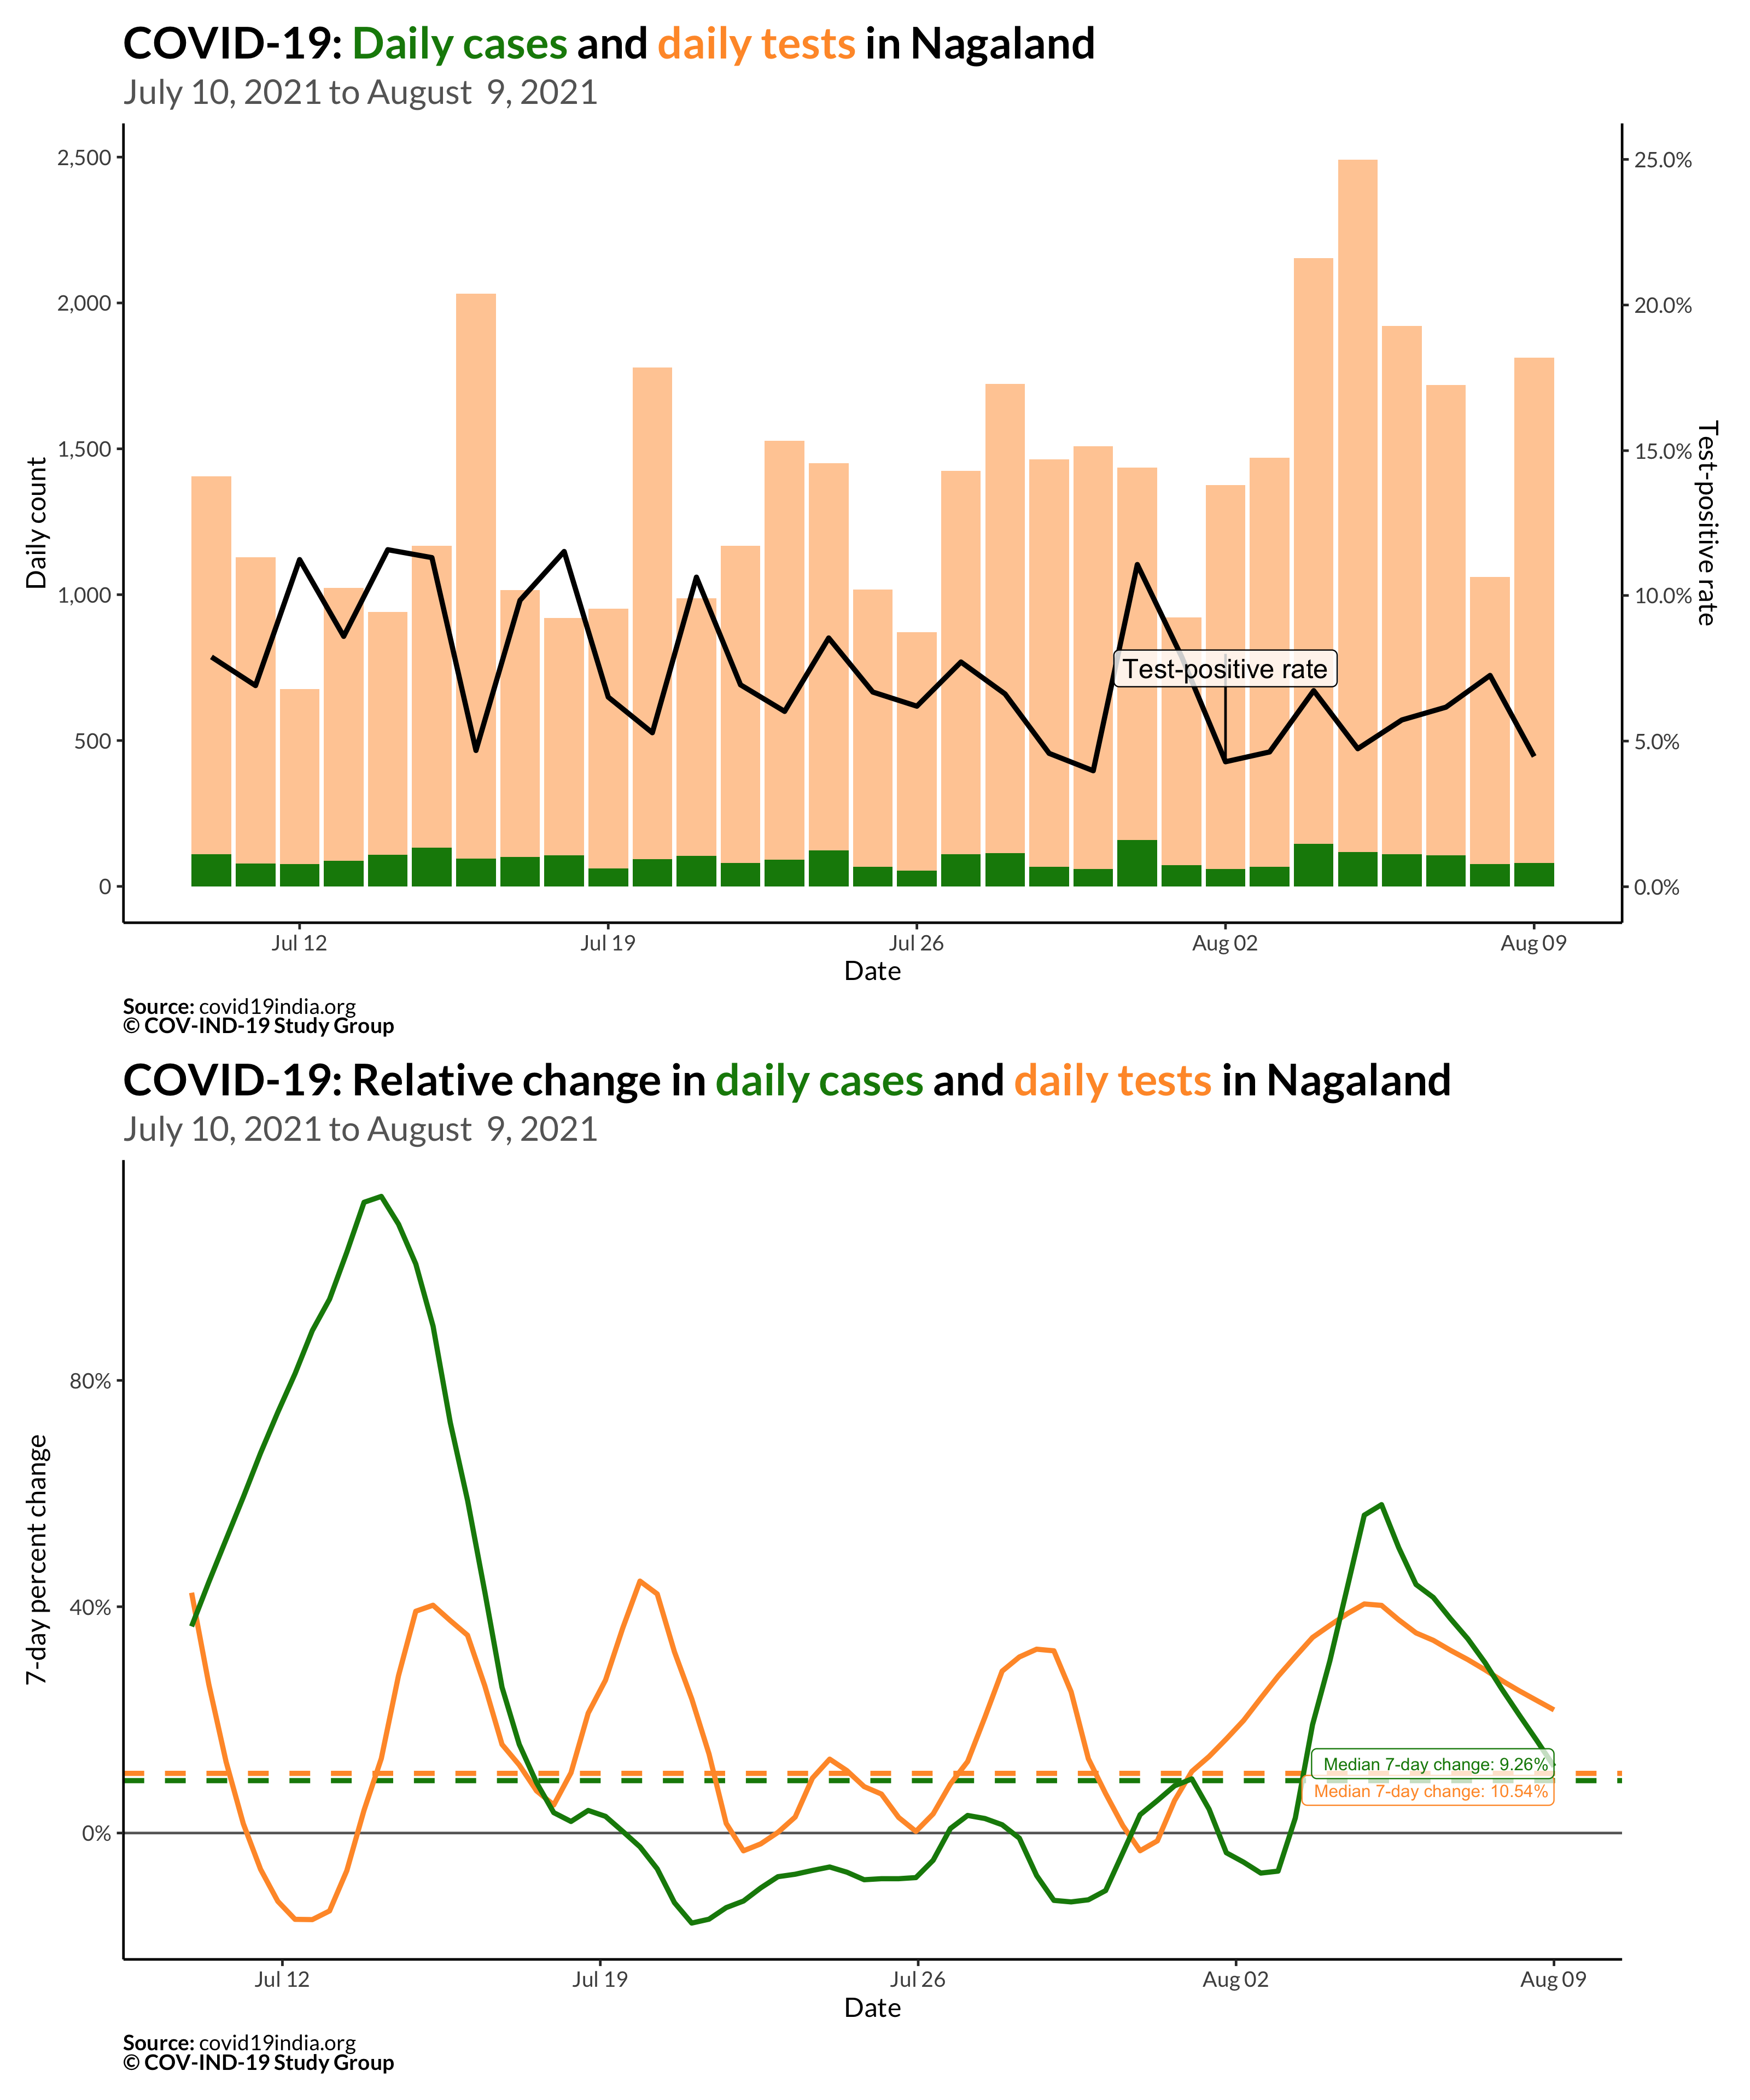 COVID-19: Daily cases and daily tests in Nagaland
July 10, 2021 to August  9, 2021
2,500
2,000
1,500
1,000
500
0
Daily count
25.0%
20.0%
15.0%
10.0%
5.0%
0.0%
Test-positive rate
Test-positive rate
Jul 12
Jul 19
Jul 26
Aug 02
Aug 09
Date
Source: covid19india.org
© COV-IND-19 Study Group
COVID-19: Relative change in daily cases and daily tests in Nagaland
July 10, 2021 to August  9, 2021
80%
40%
0%
7-day percent change
Median 7-day change: 9.26%
Median 7-day change: 10.54%
Jul 12
Jul 19
Jul 26
Aug 02
Aug 09
Date
Source: covid19india.org
© COV-IND-19 Study Group